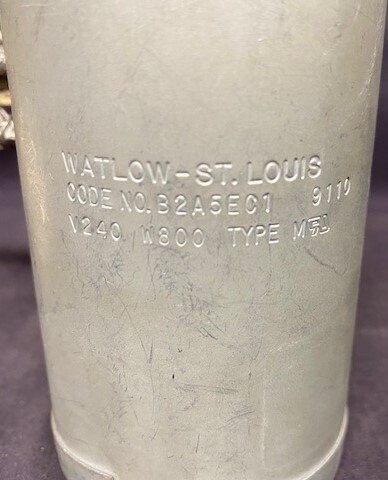 WATLOW-ST. LOUIS
CODE NO. B2A5EC1 9110
V240 W800 TYPE